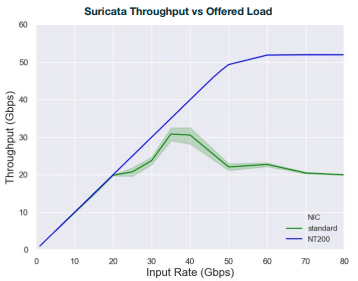 Suricata Throughput vs Offered Load
Throughput (Gbps)
60
50
40
30
20
10
0
0 10 20 30 40 50 60 70 80
Input Rate (Gbps)
NIC
standard
NT200